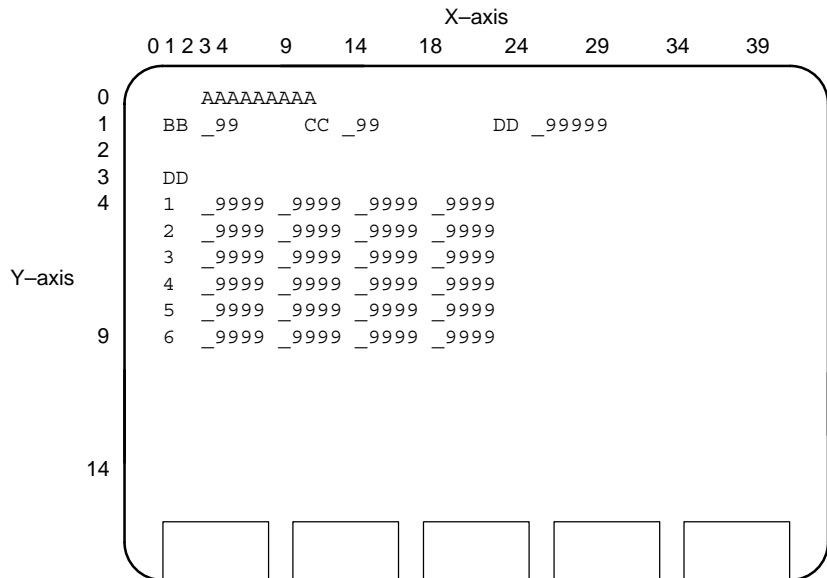 X–axis
0 1 2 3 4 9 14 18 24 29 34 39
0 AAAAAAAAA
1 BB _99 CC _99 DD _99999
2
3 DD
4 1 _9999 _9999 _9999 _9999
2 _9999 _9999 _9999 _9999
3 _9999 _9999 _9999 _9999
Y–axis 4 _9999 _9999 _9999 _9999
5 _9999 _9999 _9999 _9999
9 6 _9999 _9999 _9999 _9999
14